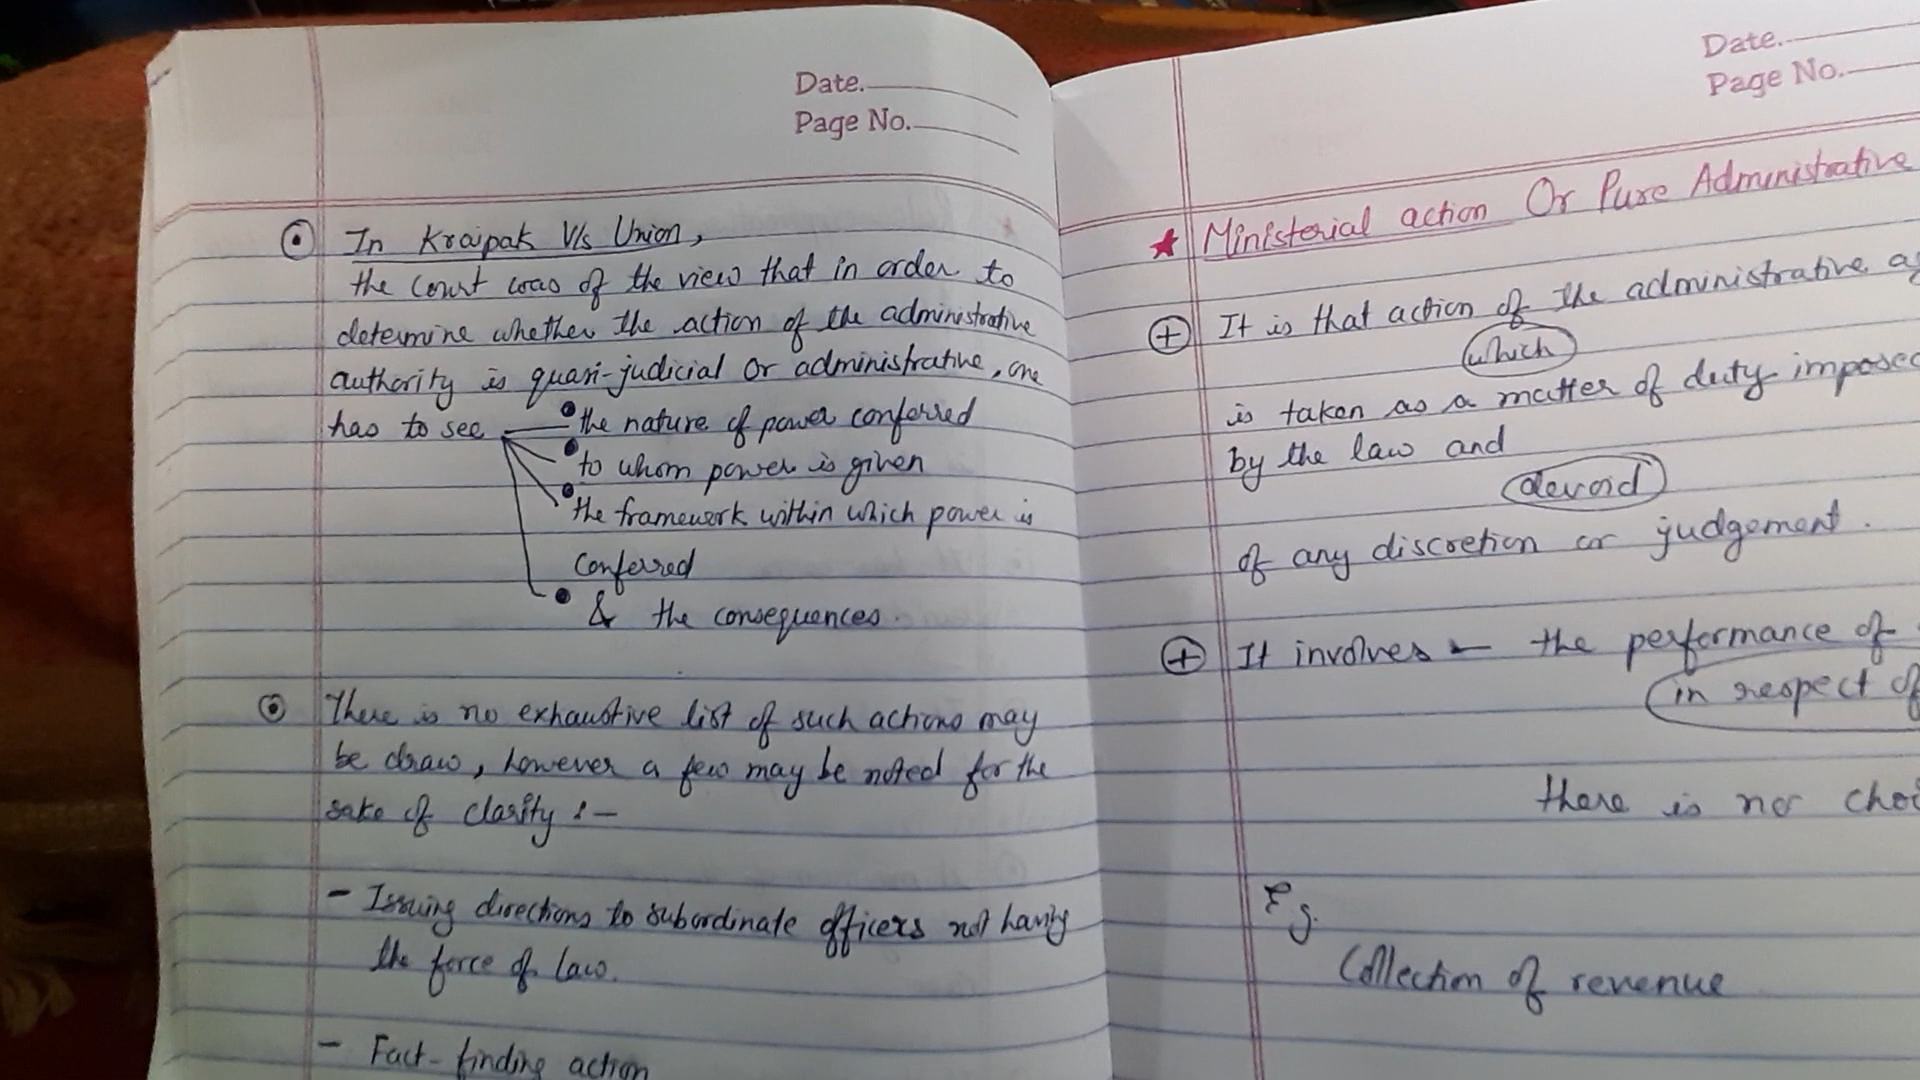 Date.
Page No.
In Kraipak V/s Union,
the court was of the view that in order to
determine whether the action of the administrative
authority is quasi-judicial or administrative, one
has to see the nature of power conferred
to whom power is given
the framework within which power is
conferred
& the consequences.
There is no exhaustive list of such actions may
be draw, however a few may be noted for the
sake of clarity :-
- Issuing directions to subordinate officers not having
the force of law.
- Fact-finding action
Date.
Page No.
Ministerial action Or Pure Administrative
It is that action of the administrative
which
is taken as a matter of duty imposed
by the law and
devoid
of any discretion or judgement.
It involves - the performance of
in respect of
there is no
Eg.
Collection of revenue